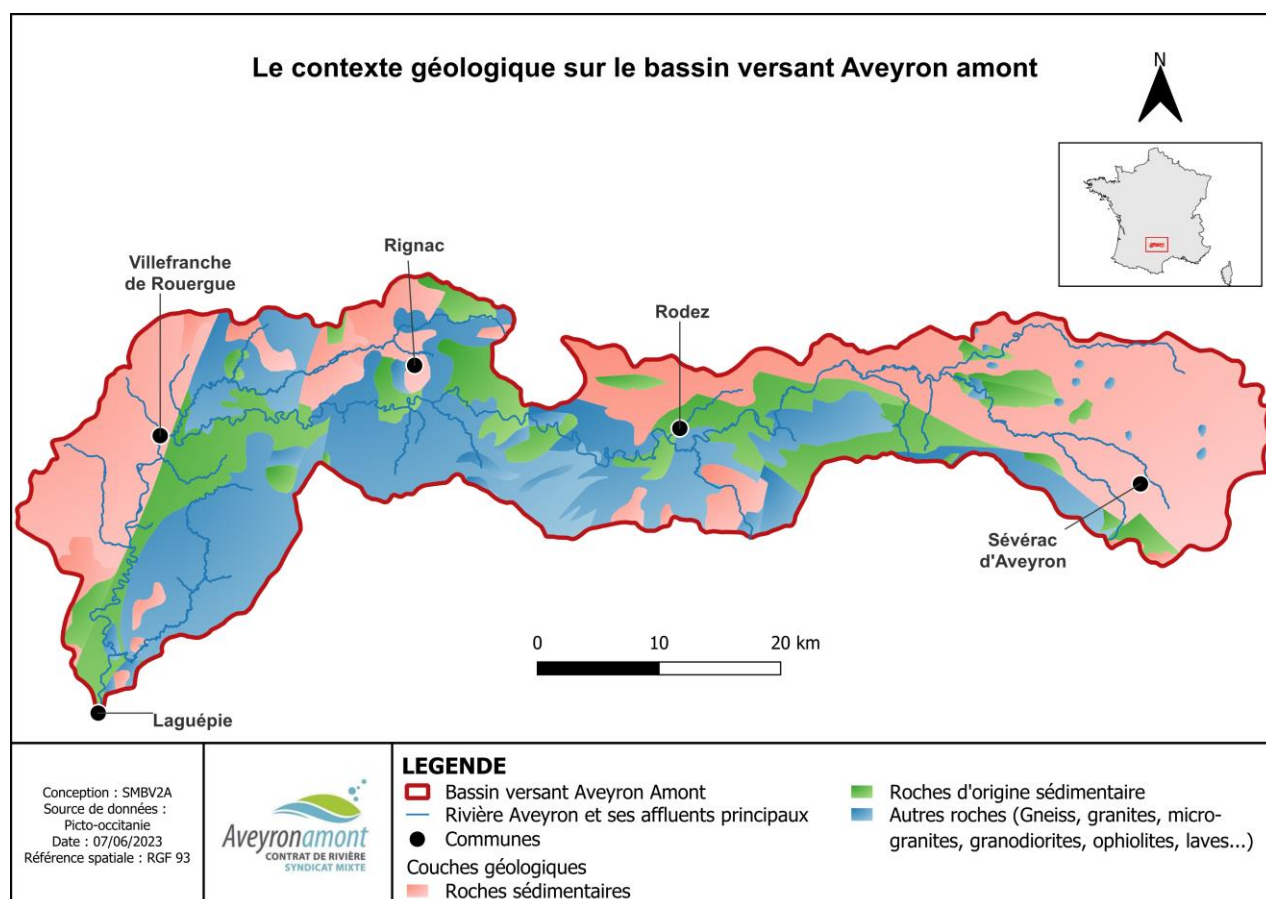 Le contexte géologique sur le bassin versant Aveyron amont
N
Rignac
Villefranche
de Rouergue
Rodez
Sévérac
d'Aveyron
0 10 20 km
Laguépie
Conception : SMBV2A
Source de données :
Picto-occitanie
Date : 07/06/2023
Référence spatiale : RGF 93
Aveyronamont
CONTRAT DE RIVIÈRE
SYNDICAT MIXTE
LEGENDE
Bassin versant Aveyron Amont
Rivière Aveyron et ses affluents principaux
Communes
Couches géologiques
Roches sédimentaires
Roches d'origine sédimentaire
Autres roches (Gneiss, granites, micro-
granites, granodiorites, ophiolites, laves...)